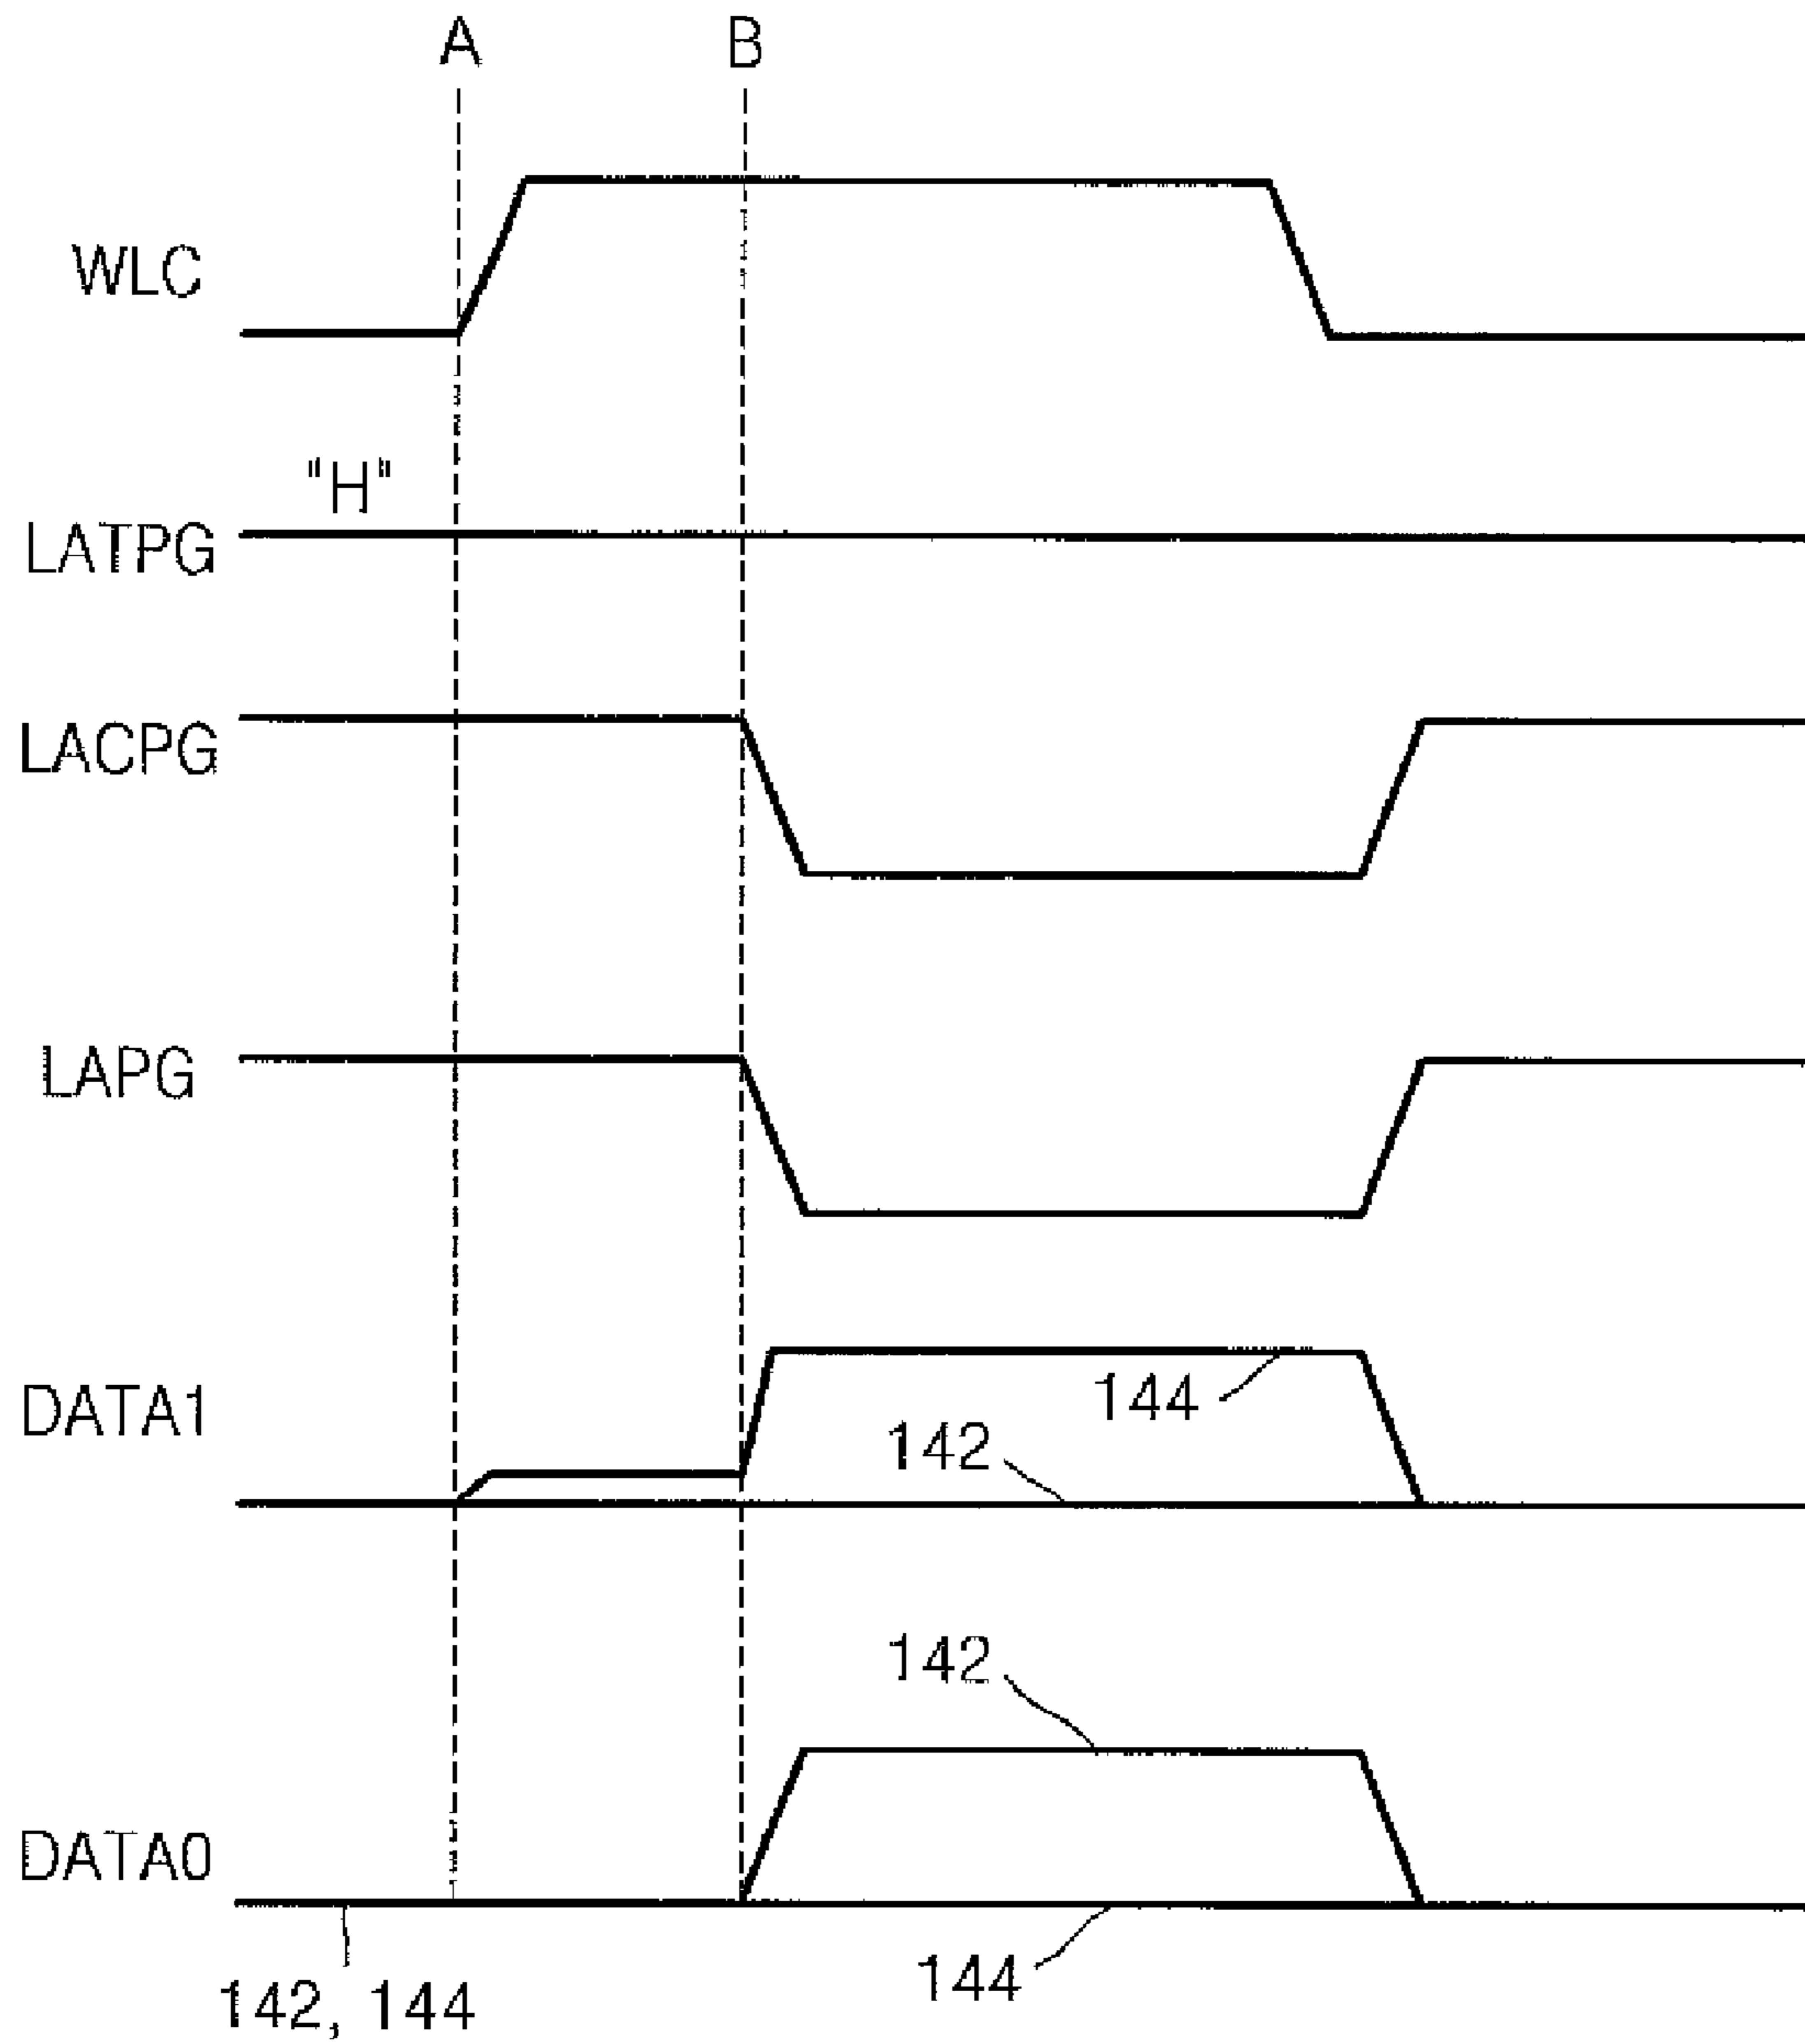 A B
WLC
"H"
LATPG
LACPG
LAPG
DATA1
144
142
142
DATA0
144
142, 144